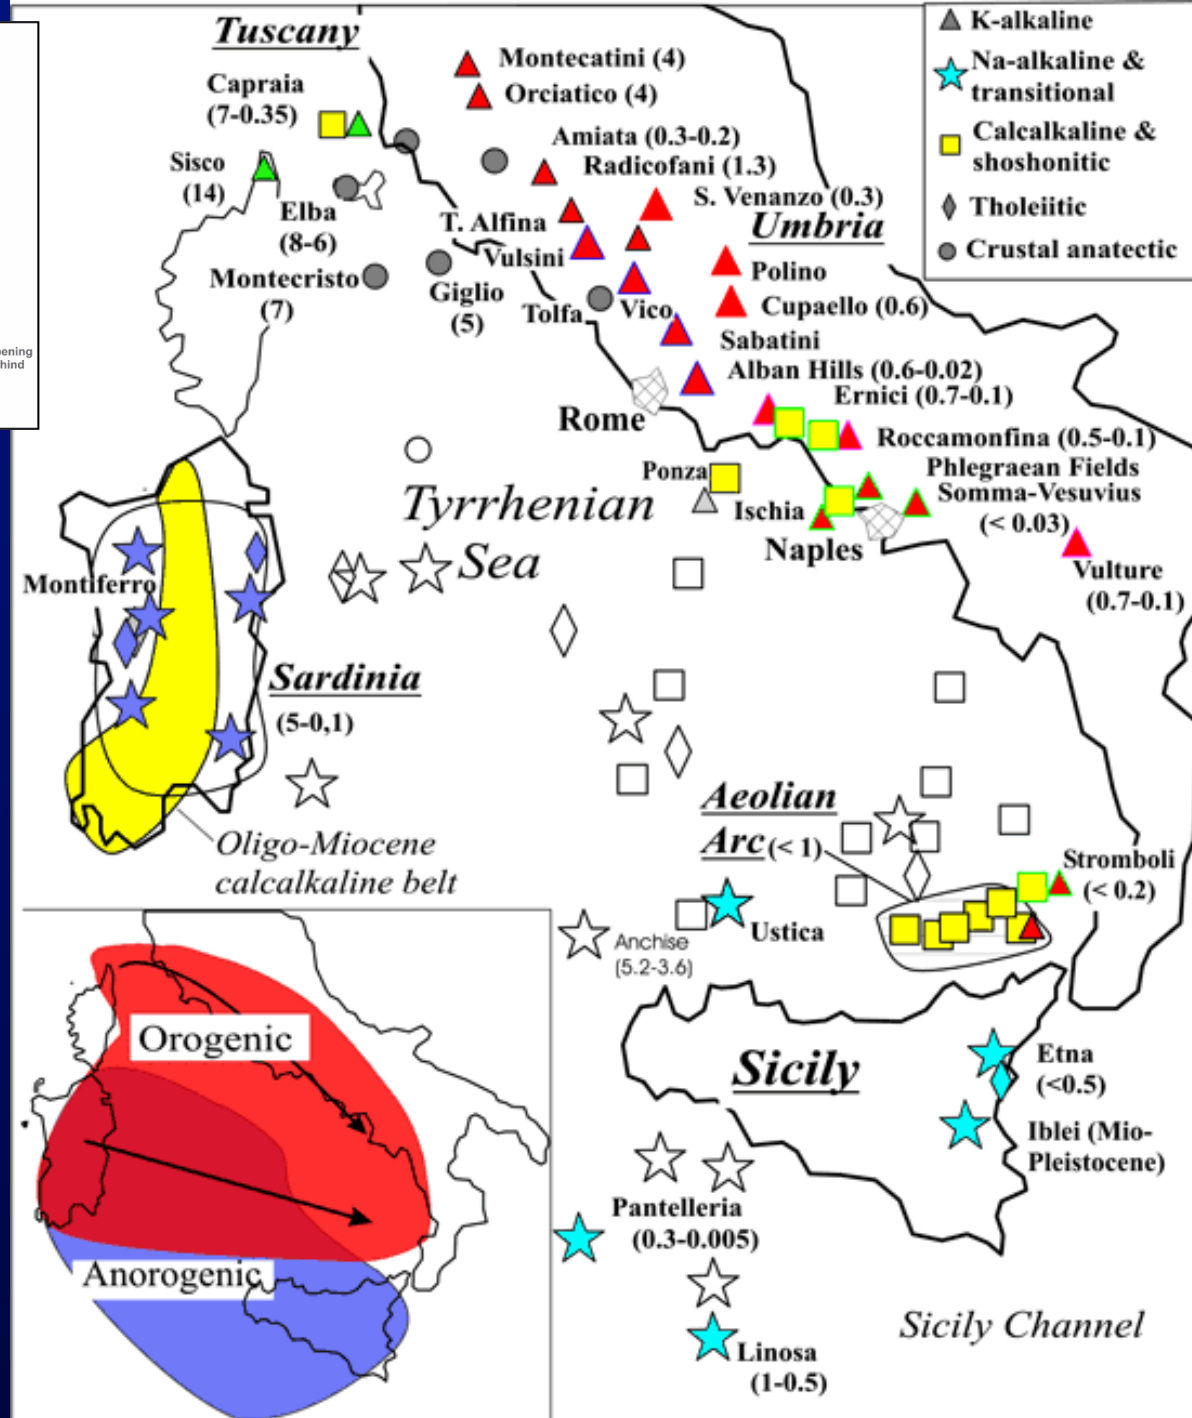 Tuscany
Montecatini (4)
Orciatico (4)
Capraia
(7-0.35)
Amiata (0.3-0.2)
Radicofani (1.3)
S. Venanzo (0.3)
Sisco
(14)
Elba
(8-6)
T. Alfina
Umbria
Vulsini
Polino
Montecristo
(7)
Giglio
(5)
Tolfa
Vico
Cupaello (0.6)
Sabatini
Alban Hills (0.6-0.02)
Ernici (0.7-0.1)
Rome
Roccamonfina (0.5-0.1)
Phlegraean Fields
Somma-Vesuvius
(< 0.03)
Ponza
Ischia
Naples
Vulture
(0.7-0.1)
Tyrrhenian
Sea
Montiferro
Sardinia
(5-0,1)
Oligo-Miocene
calcalkaline belt
Aeolian
Arc (< 1)
Stromboli
(< 0.2)
Ustica
Anchise
(5.2-3.6)
Sicily
Etna
(<0.5)
Iblei (Mio-
Pleistocene)
Pantelleria
(0.3-0.005)
Linosa
(1-0.5)
Sicily Channel
K-alkaline
Na-alkaline &
transitional
Calcalkaline &
shoshonitic
Tholeiitic
Crustal anatectic
Orogenic
Anorogenic